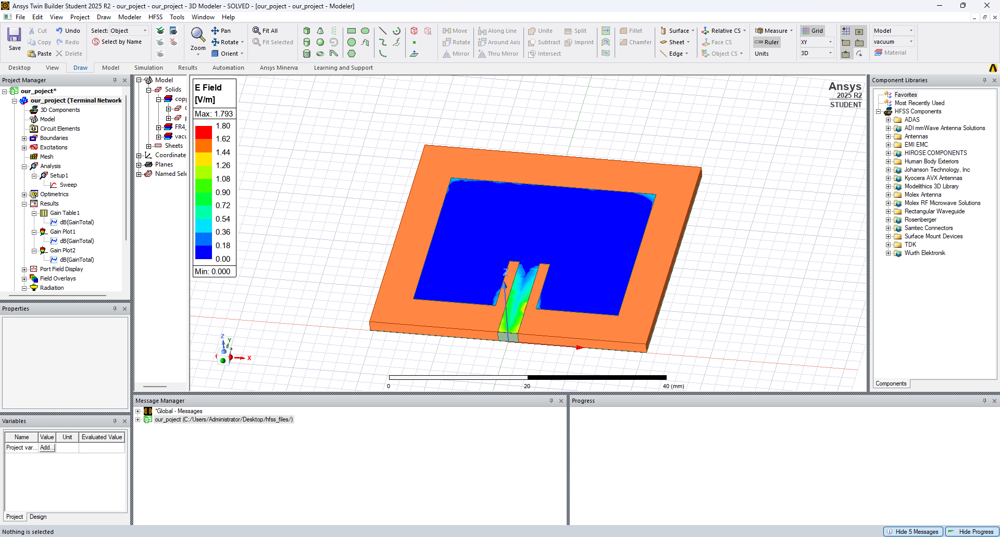 Ansys Twin Builder Student 2025 R2 - our_poject - our_project - 3D Modeler - SOLVED - [our_poject - our_project - Modeler]
File Edit View Project Draw Modeler HFSS Tools Window Help
Save
Cut
Copy
Paste
Undo
Redo
Delete
Select: Object
Select by Name
Zoom
Pan
Rotate
Orient
Fit All
Fit Selected
Move
Rotate
Mirror
Along Line
Around Axis
Thru Mirror
Unite
Subtract
Intersect
Split
Imprint
Fillet
Chamfer
Surface
Sheet
Edge
Relative CS
Face CS
Object CS
Measure
Ruler
Units
Grid
XY
3D
Model
vacuum
Material
Desktop View Draw Model Simulation Results Automation Ansys Minerva Learning and Support
Project Manager
our_poject*
our_project (Terminal Network
3D Components
Model
Circuit Elements
Boundaries
Excitations
Mesh
Analysis
Setup1
Sweep
Optimetrics
Results
Gain Table1
dB(GainTotal)
Gain Plot1
dB(GainTotal)
Gain Plot2
dB(GainTotal)
Port Field Display
Field Overlays
Radiation
Properties
Variables
Name Value Unit Evaluated Value
Project var... Add...
Project Design
Model
Solids
cop
FR4_
vacu
Sheets
Coordinate
Planes
Named Sele
E Field
[V/m]
Max: 1.793
1.80
1.62
1.44
1.26
1.08
0.90
0.72
0.54
0.36
0.18
0.00
Min: 0.000
Ansys
2025 R2
STUDENT
Z
Z
Y
X
0 20 40 (mm)
Component Libraries
Favorites
Most Recently Used
HFSS Components
ADAS
ADI mmWave Antenna Solutions
Antennas
EMI EMC
HIROSE COMPONENTS
Human Body Exteriors
Johanson Technology, Inc
Kyocera AVX Antennas
Modelithics 3D Library
Molex Antenna
Molex RF Microwave Solutions
Rectangular Waveguide
Rosenberger
Samtec Connectors
Surface Mount Devices
TDK
Wurth Elektronik
Components
Message Manager
*Global - Messages
our_poject (C:/Users/Administrator/Desktop/hfss_files/)
Progress
Nothing is selected
Hide 5 Messages
Hide Progress